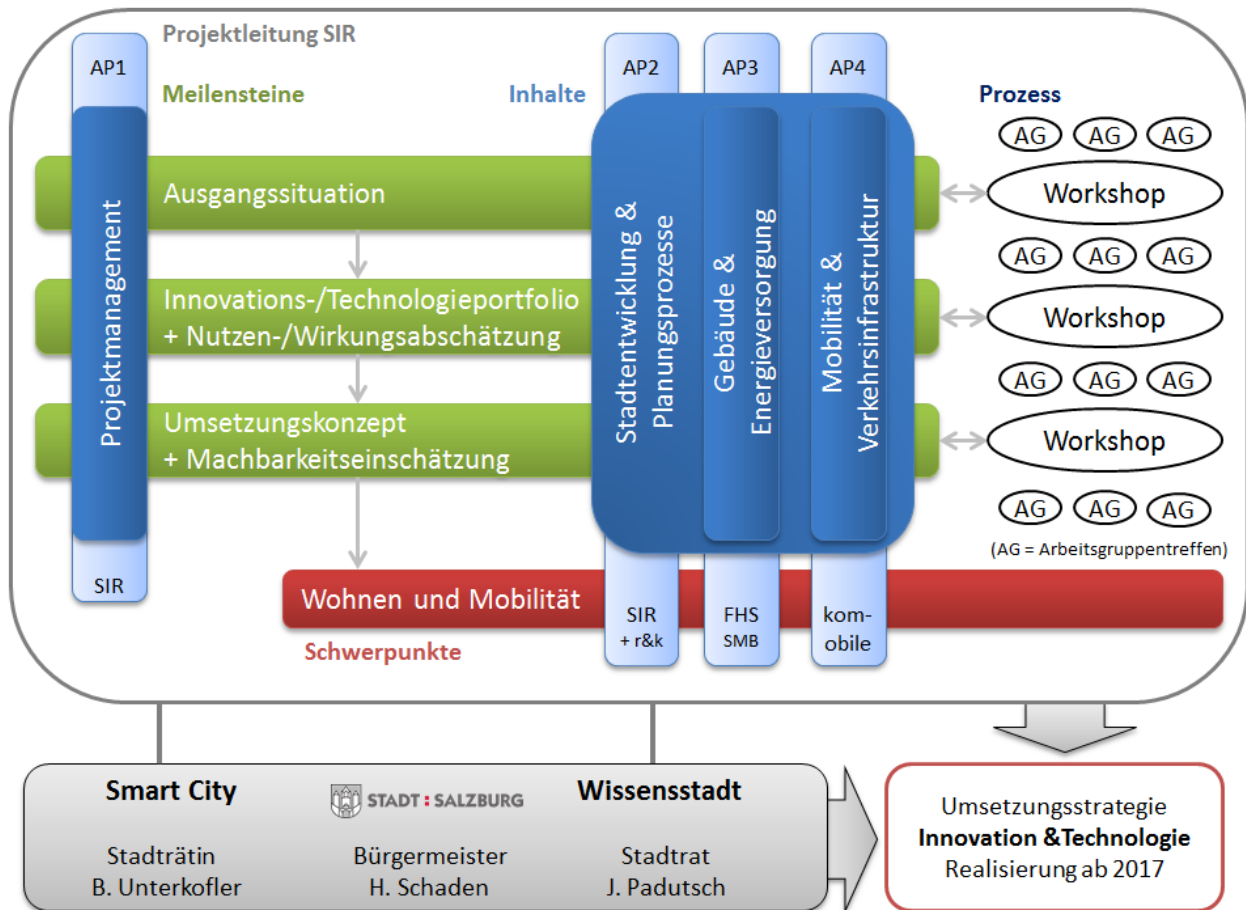 Projektleitung SIR
AP1
AP2
AP3
AP4
Meilensteine
Inhalte
Prozess
Projektmanagement
SIR
Ausgangssituation
Innovations-/Technologieportfolio
+ Nutzen-/Wirkungsabschätzung
Umsetzungskonzept
+ Machbarkeitseinschätzung
Stadtentwicklung &
Planungsprozesse
Gebäude &
Energieversorgung
Mobilität &
Verkehrsinfrastruktur
AG AG AG
Workshop
AG AG AG
Workshop
AG AG AG
Workshop
AG AG AG
(AG = Arbeitsgruppentreffen)
Wohnen und Mobilität
SIR
+ r&k
FHS
SMB
kom-
obile
Schwerpunkte
Smart City
STADT : SALZBURG
Wissensstadt
Stadträtin
B. Unterkofler
Bürgermeister
H. Schaden
Stadtrat
J. Padutsch
Umsetzungsstrategie
Innovation &Technologie
Realisierung ab 2017